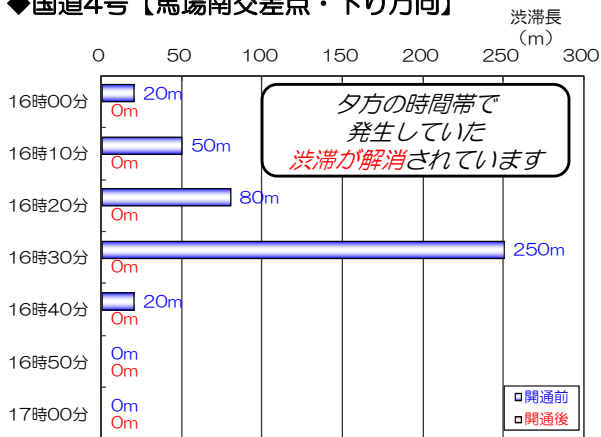 ◆国道4号【馬場南交差点・下り方向】
渋滞長
（m）
0 50 100 150 200 250 300
16時00分 20m
0m
16時10分 50m
0m
16時20分 80m
0m
16時30分 250m
0m
16時40分 20m
0m
16時50分 0m
0m
17時00分 0m
0m
夕方の時間帯で
発生していた
渋滞が解消されています
開通前
開通後